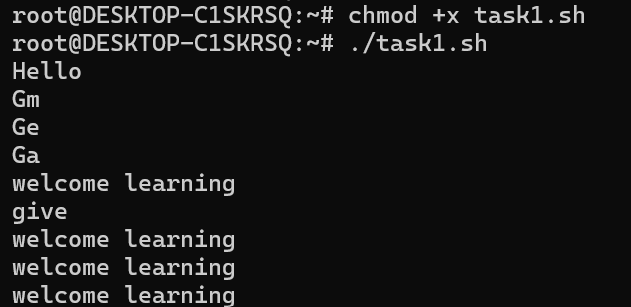 root@DESKTOP-C1SKRSQ:~# chmod +x task1.sh
root@DESKTOP-C1SKRSQ:~# ./task1.sh
Hello
Gm
Ge
Ga
welcome learning
give
welcome learning
welcome learning
welcome learning